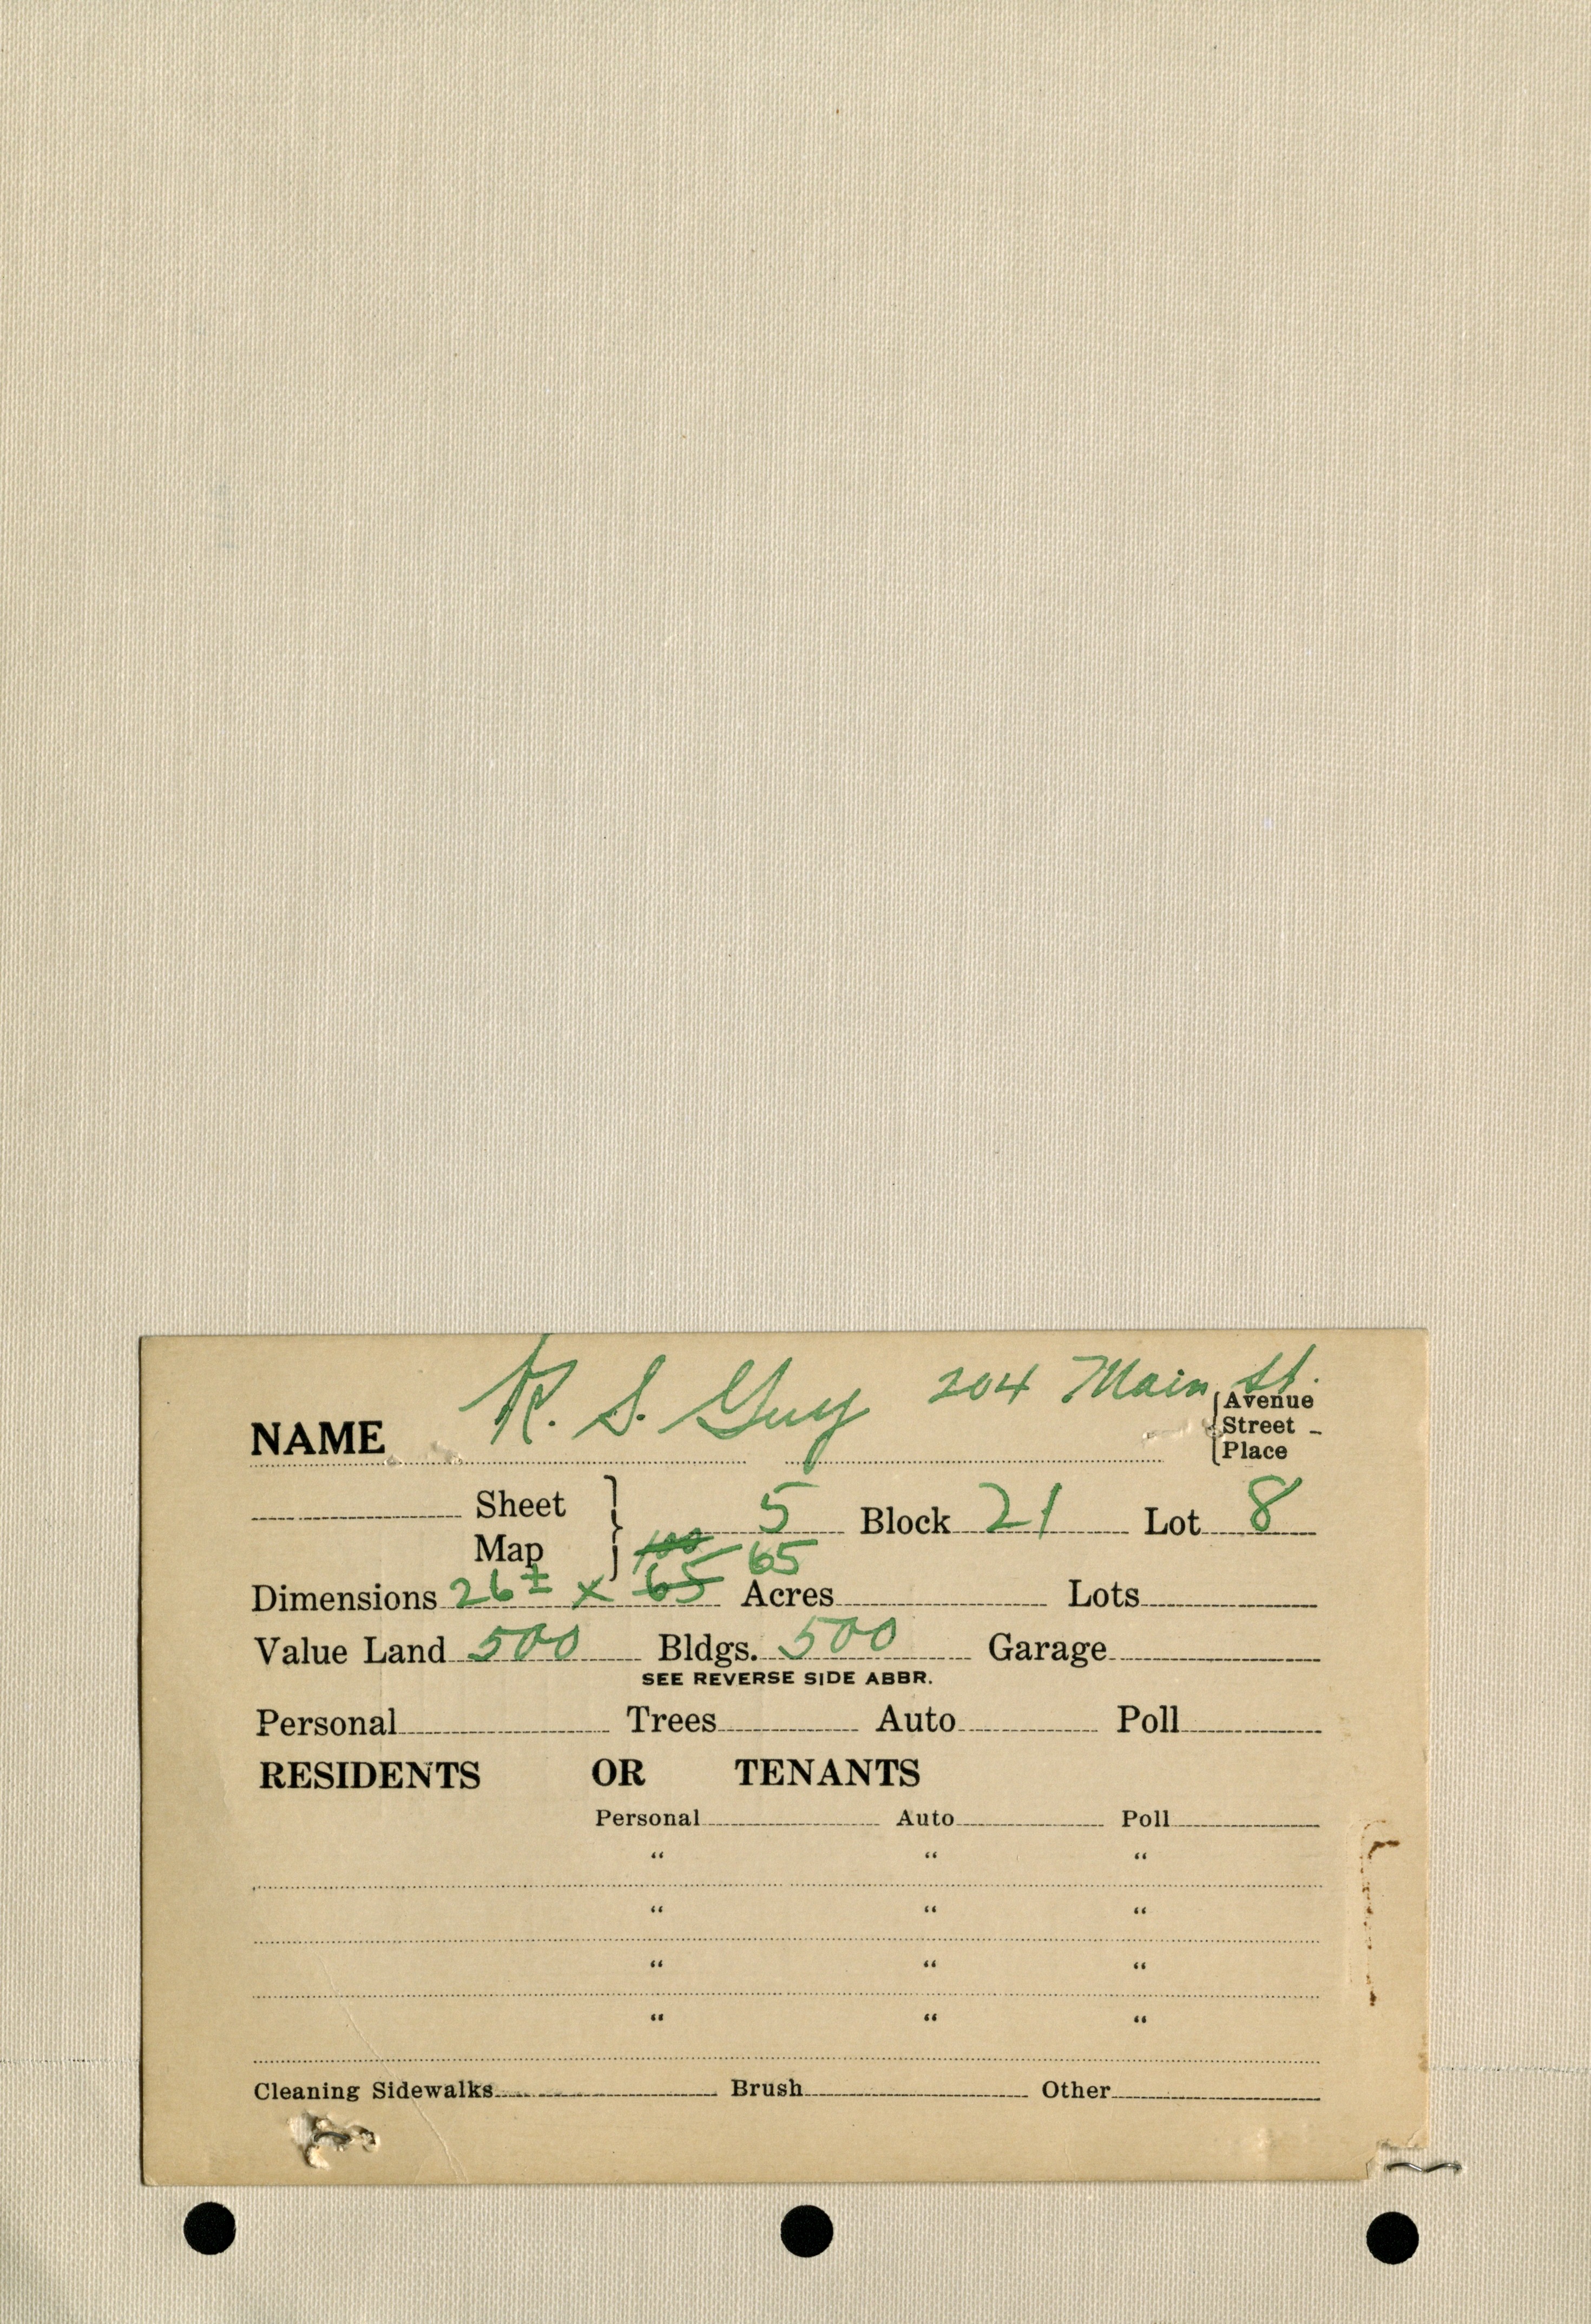 R. S. Guy 204 Main St.
NAME { Avenue Street Place
Sheet Map } 5 Block 21 Lot 8
100 65
Dimensions 26± x 65 Acres Lots
Value Land 500 Bldgs. 500 Garage
SEE REVERSE SIDE ABBR.
Personal Trees Auto Poll
RESIDENTS OR TENANTS
Personal Auto Poll
“ “ “
“ “ “
“ “ “
“ “ “
Cleaning Sidewalks Brush Other